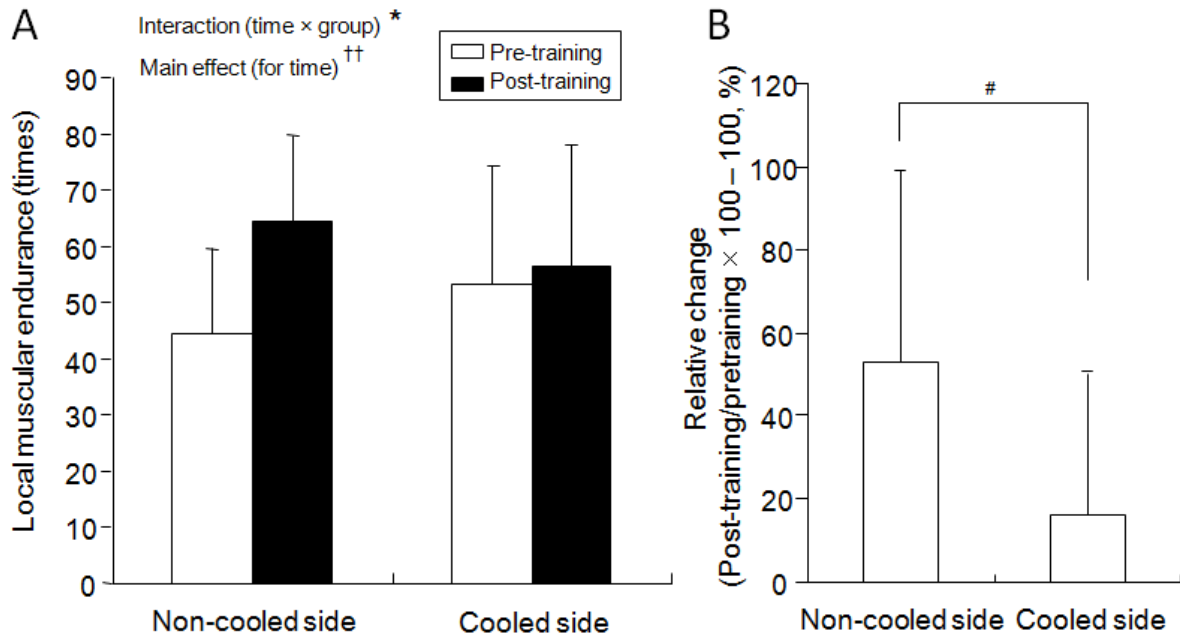 A
Interaction (time × group) *
Main effect (for time) ††
Pre-training
Post-training
Local muscular endurance (times)
90
80
70
60
50
40
30
20
10
0
Non-cooled side
Cooled side
B
#
Relative change
(Post-training/pretraining × 100 – 100, %)
120
100
80
60
40
20
0
Non-cooled side
Cooled side